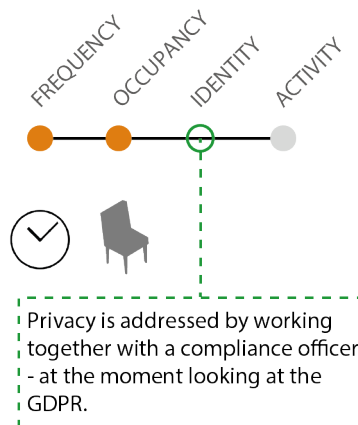 FREQUENCY
OCCUPANCY
IDENTITY
ACTIVITY
Privacy is addressed by working
together with a compliance officer
- at the moment looking at the
GDPR.